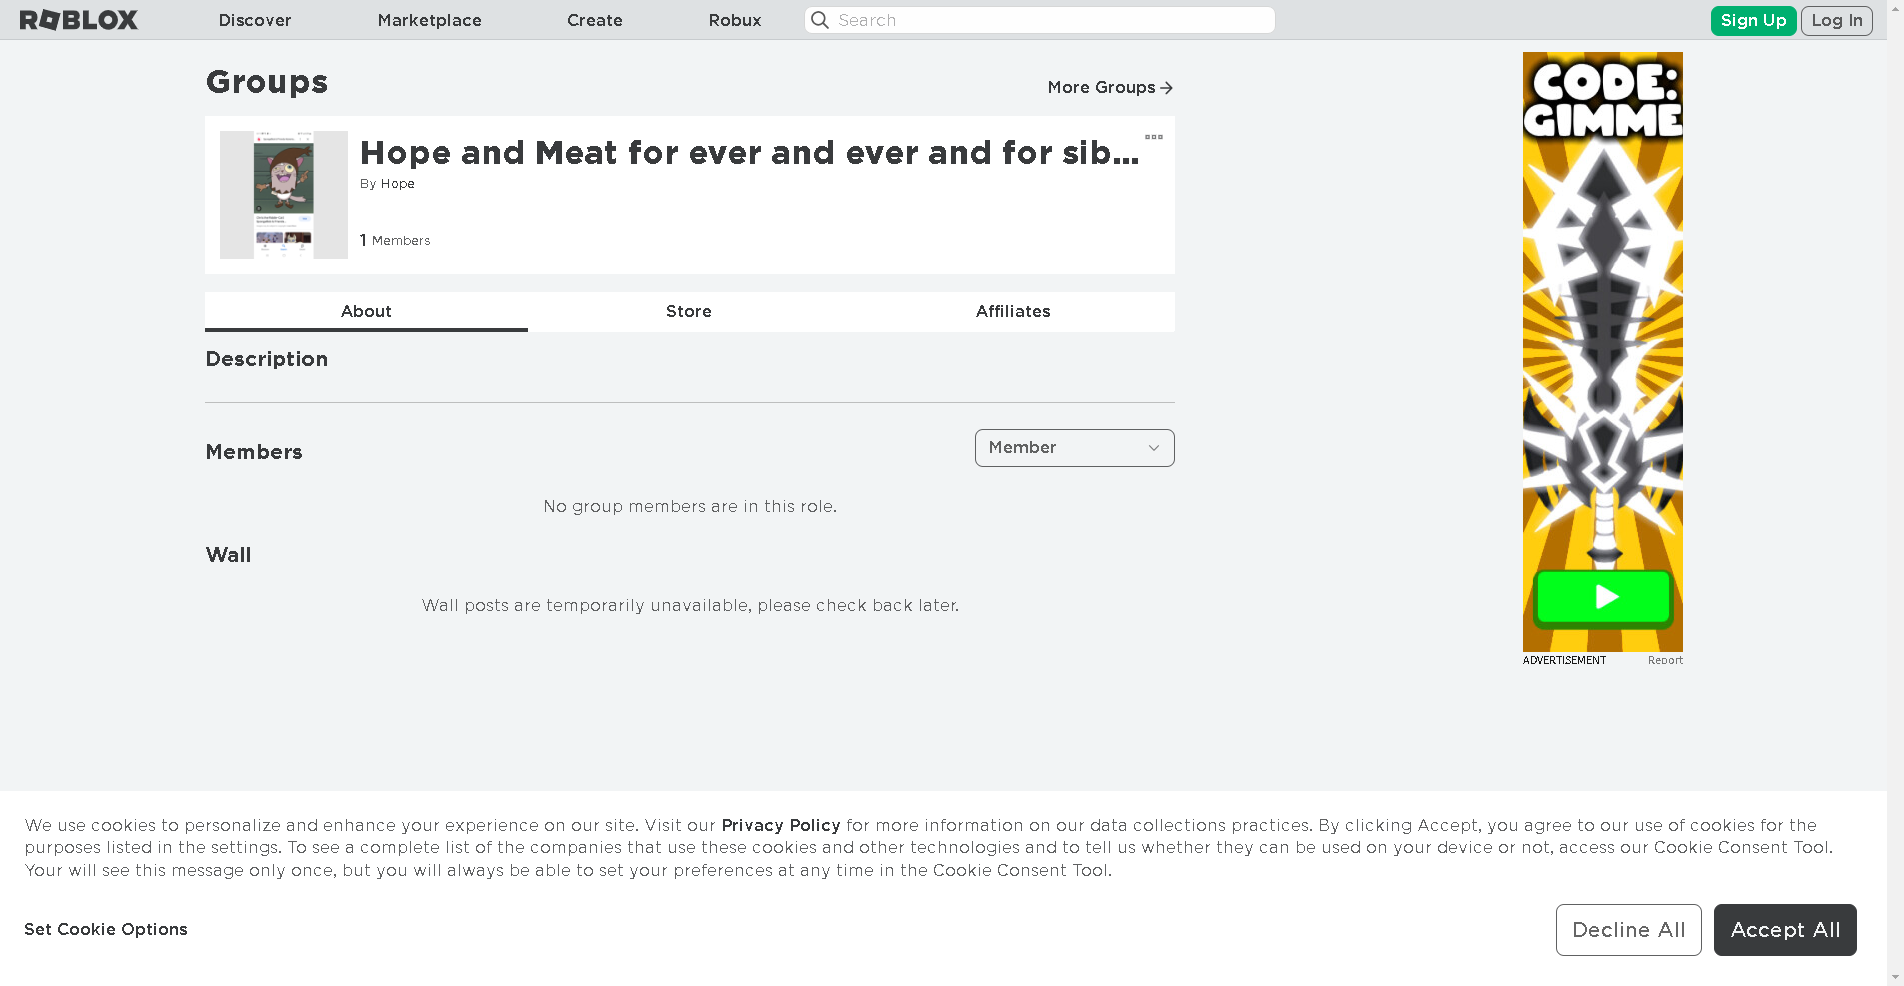 ROBLOX
Discover
Marketplace
Create
Robux
Search
Sign Up
Log In
Groups
More Groups
Hope and Meat for ever and ever and for sib...
By Hope
1 Members
About
Store
Affiliates
Description
Members
Member
No group members are in this role.
Wall
Wall posts are temporarily unavailable, please check back later.
CODE:
GIMME
ADVERTISEMENT
Report
We use cookies to personalize and enhance your experience on our site. Visit our Privacy Policy for more information on our data collections practices. By clicking Accept, you agree to our use of cookies for the
purposes listed in the settings. To see a complete list of the companies that use these cookies and other technologies and to tell us whether they can be used on your device or not, access our Cookie Consent Tool.
Your will see this message only once, but you will always be able to set your preferences at any time in the Cookie Consent Tool.
Set Cookie Options
Decline All
Accept All